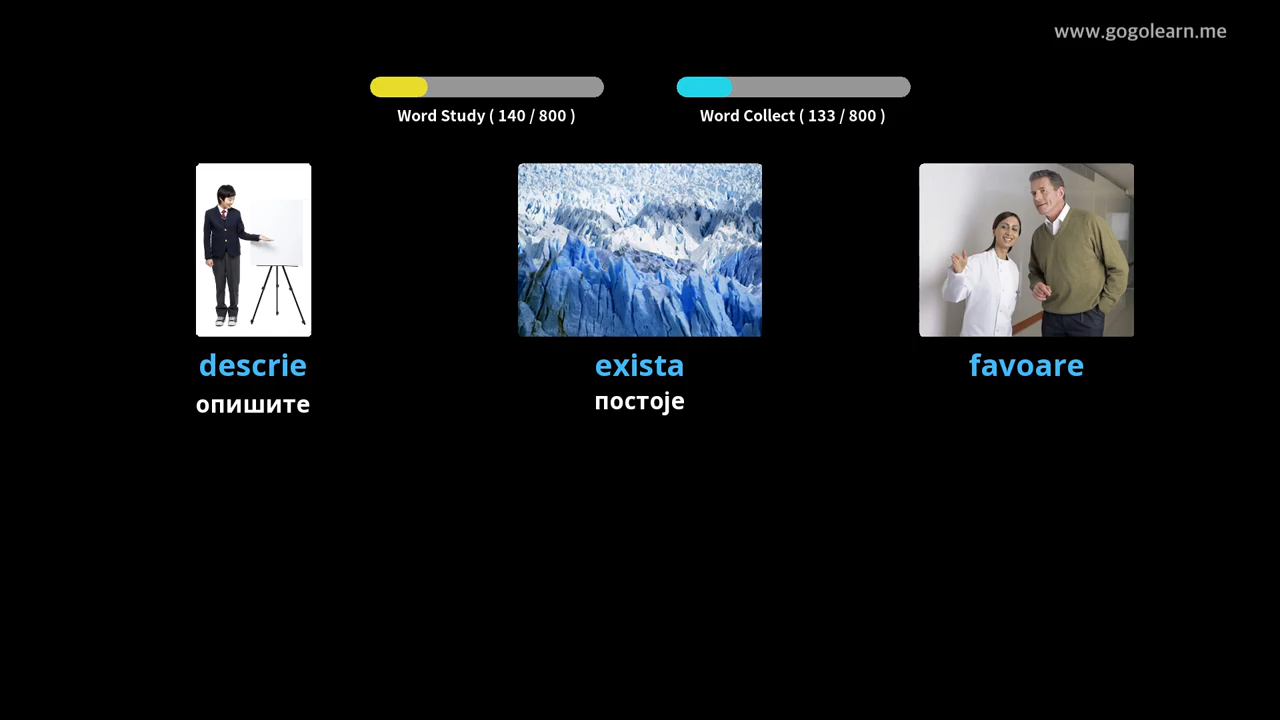 www.gogolearn.me
Word Study ( 140 / 800 )
Word Collect ( 133 / 800 )
descrie
опишите
exista
постоје
favoare